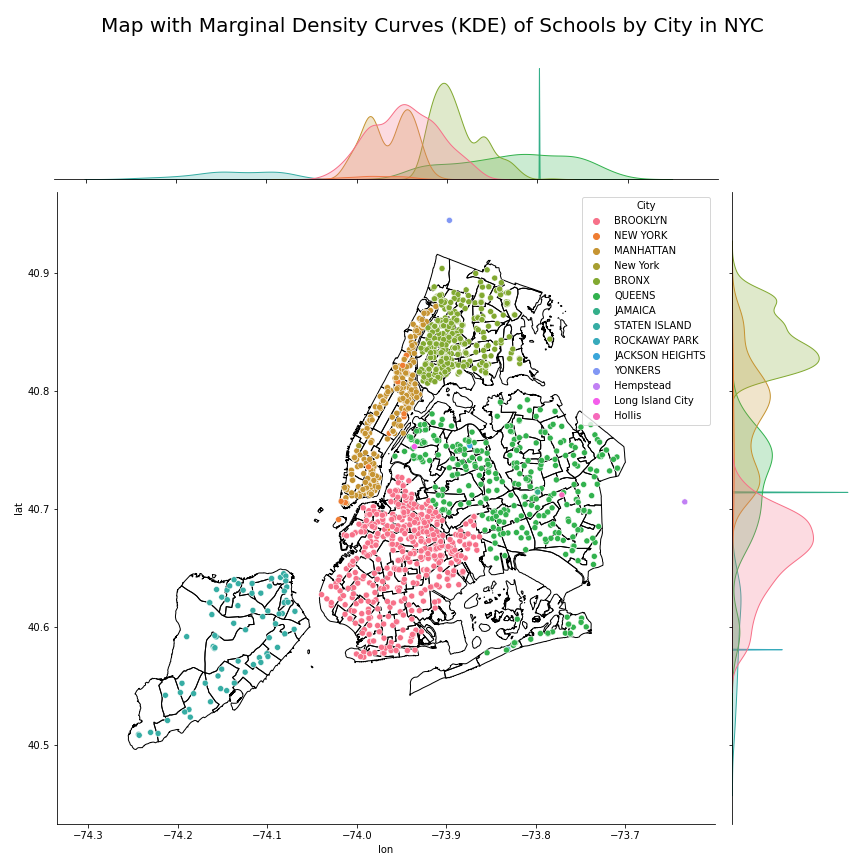 Map with Marginal Density Curves (KDE) of Schools by City in NYC
City
BROOKLYN
NEW YORK
MANHATTAN
New York
BRONX
QUEENS
JAMAICA
STATEN ISLAND
ROCKAWAY PARK
JACKSON HEIGHTS
YONKERS
Hempstead
Long Island City
Hollis
40.9
40.8
40.7
40.6
40.5
lat
−74.3 −74.2 −74.1 −74.0 −73.9 −73.8 −73.7
lon